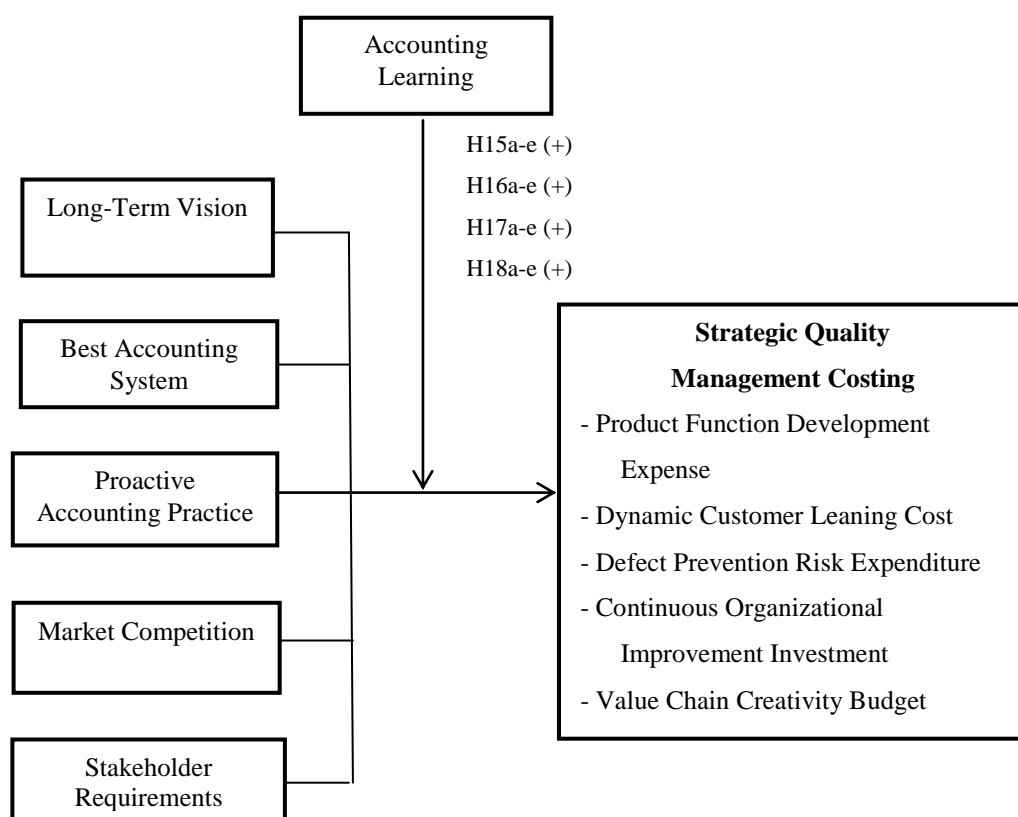 Accounting
Learning
H15a-e (+)
H16a-e (+)
H17a-e (+)
H18a-e (+)
Long-Term Vision
Best Accounting
System
Proactive
Accounting Practice
Market Competition
Stakeholder
Requirements
Strategic Quality
Management Costing
- Product Function Development
Expense
- Dynamic Customer Leaning Cost
- Defect Prevention Risk Expenditure
- Continuous Organizational
Improvement Investment
- Value Chain Creativity Budget